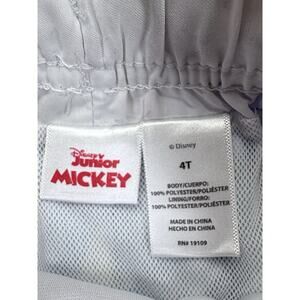 Disney
Junior
MICKEY
© Disney
4T
BODY/CUERPO:
100% POLYESTER/POLIÉSTER
LINING/FORRO:
100% POLYESTER/POLIÉSTER
MADE IN CHINA
HECHO EN CHINA
RN# 19109